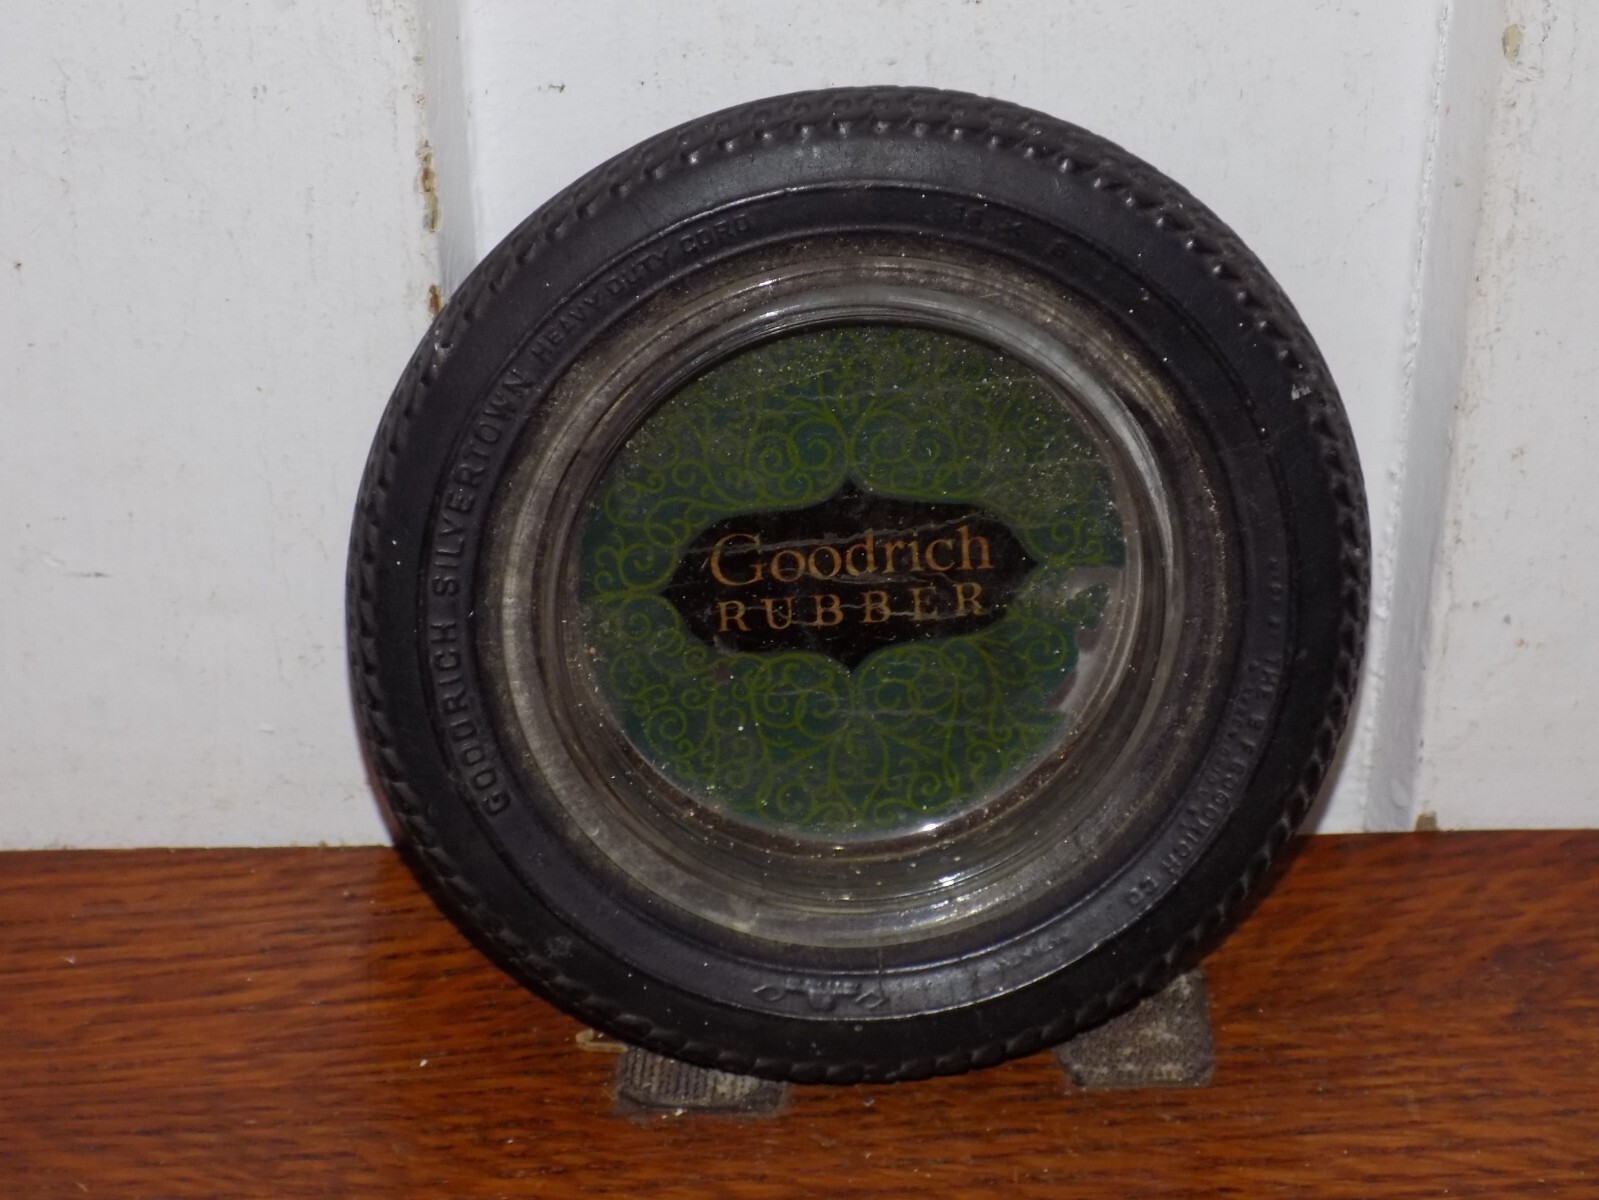 Goodrich
RUBBER
GOODRICH SILVERTOWN HEAVY DUTY CORD
THE B F GOODRICH CO